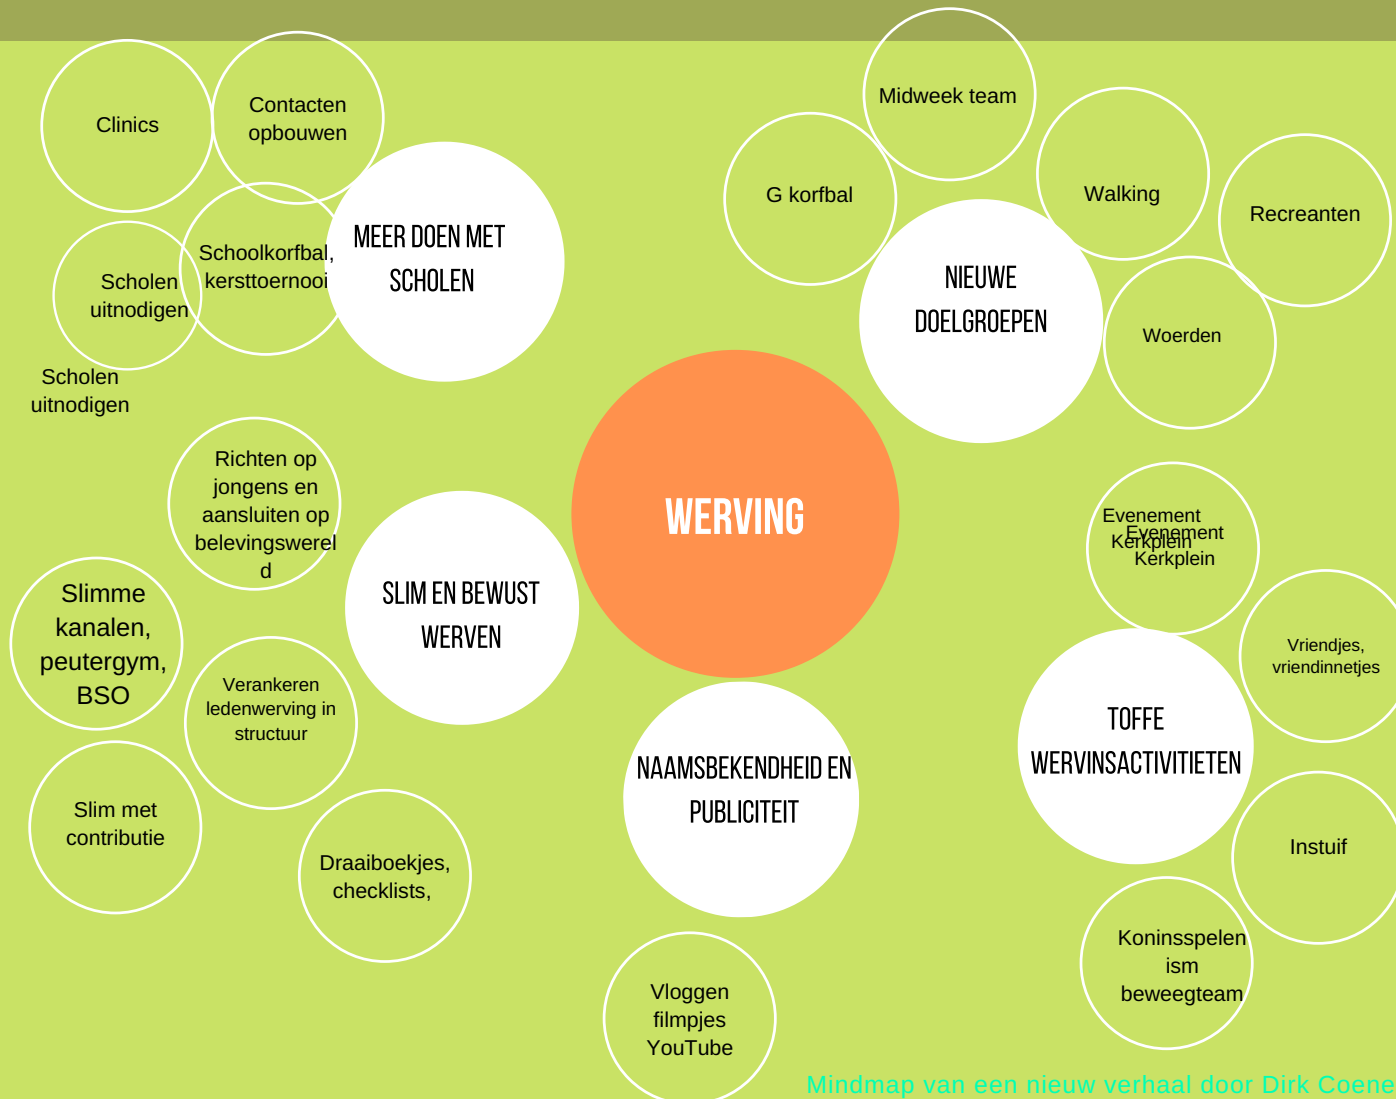 Clinics
Contacten
opbouwen
Schoolkorfbal,
kersttoernooi
Scholen
uitnodigen
Scholen
uitnodigen
MEER DOEN MET
SCHOLEN
Midweek team
G korfbal
Walking
Recreanten
Woerden
NIEUWE
DOELGROEPEN
WERVING
Richten op
jongens en
aansluiten op
belevingswerel
d
Slimme
kanalen,
peutergym,
BSO
Verankeren
ledenwerving in
structuur
Slim met
contributie
Draaiboekjes,
checklists,
SLIM EN BEWUST
WERVEN
NAAMSBEKENDHEID EN
PUBLICITEIT
Vloggen
filmpjes
YouTube
Evenement
Kerkplein
Evenement
Kerkplein
Vriendjes,
vriendinnetjes
TOFFE
WERVINSACTIVITIETEN
Instuif
Koninsspelen
ism
beweegteam
Mindmap van een nieuw verhaal door Dirk Coene